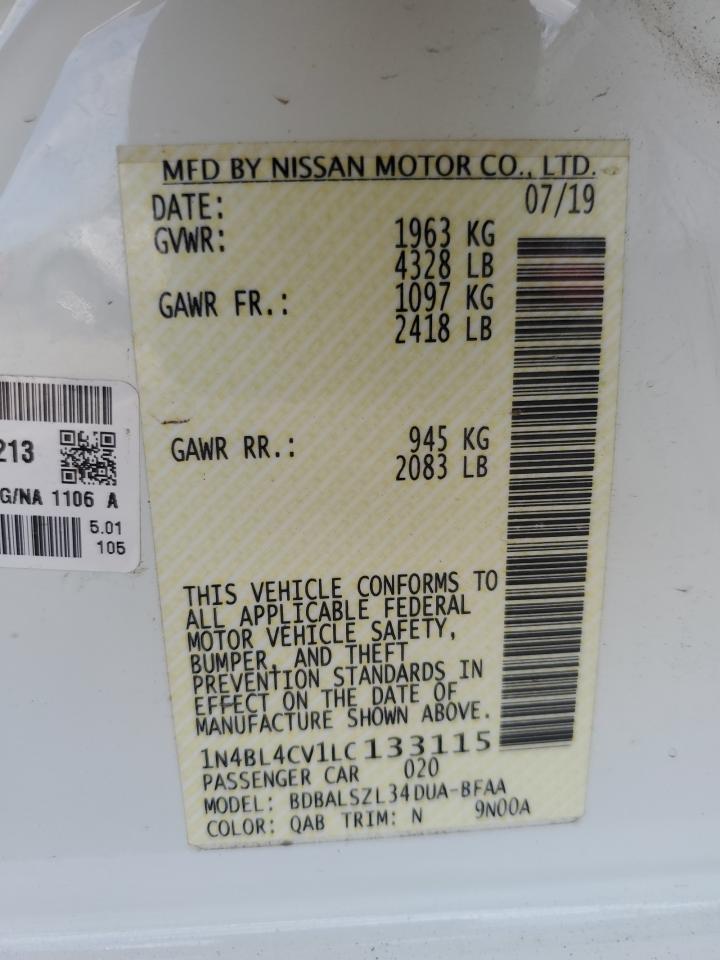 MFD BY NISSAN MOTOR CO., LTD.
DATE: 07/19
GVWR: 1963 KG
4328 LB
GAWR FR.: 1097 KG
2418 LB
GAWR RR.: 945 KG
2083 LB
THIS VEHICLE CONFORMS TO
ALL APPLICABLE FEDERAL
MOTOR VEHICLE SAFETY,
BUMPER, AND THEFT
PREVENTION STANDARDS IN
EFFECT ON THE DATE OF
MANUFACTURE SHOWN ABOVE.
1N4BL4CV1LC133115
PASSENGER CAR 020
MODEL: BDBALSZL34DUA-BFAA
COLOR: QAB TRIM: N 9N00A
213
G/NA 1106 A
5.01
105